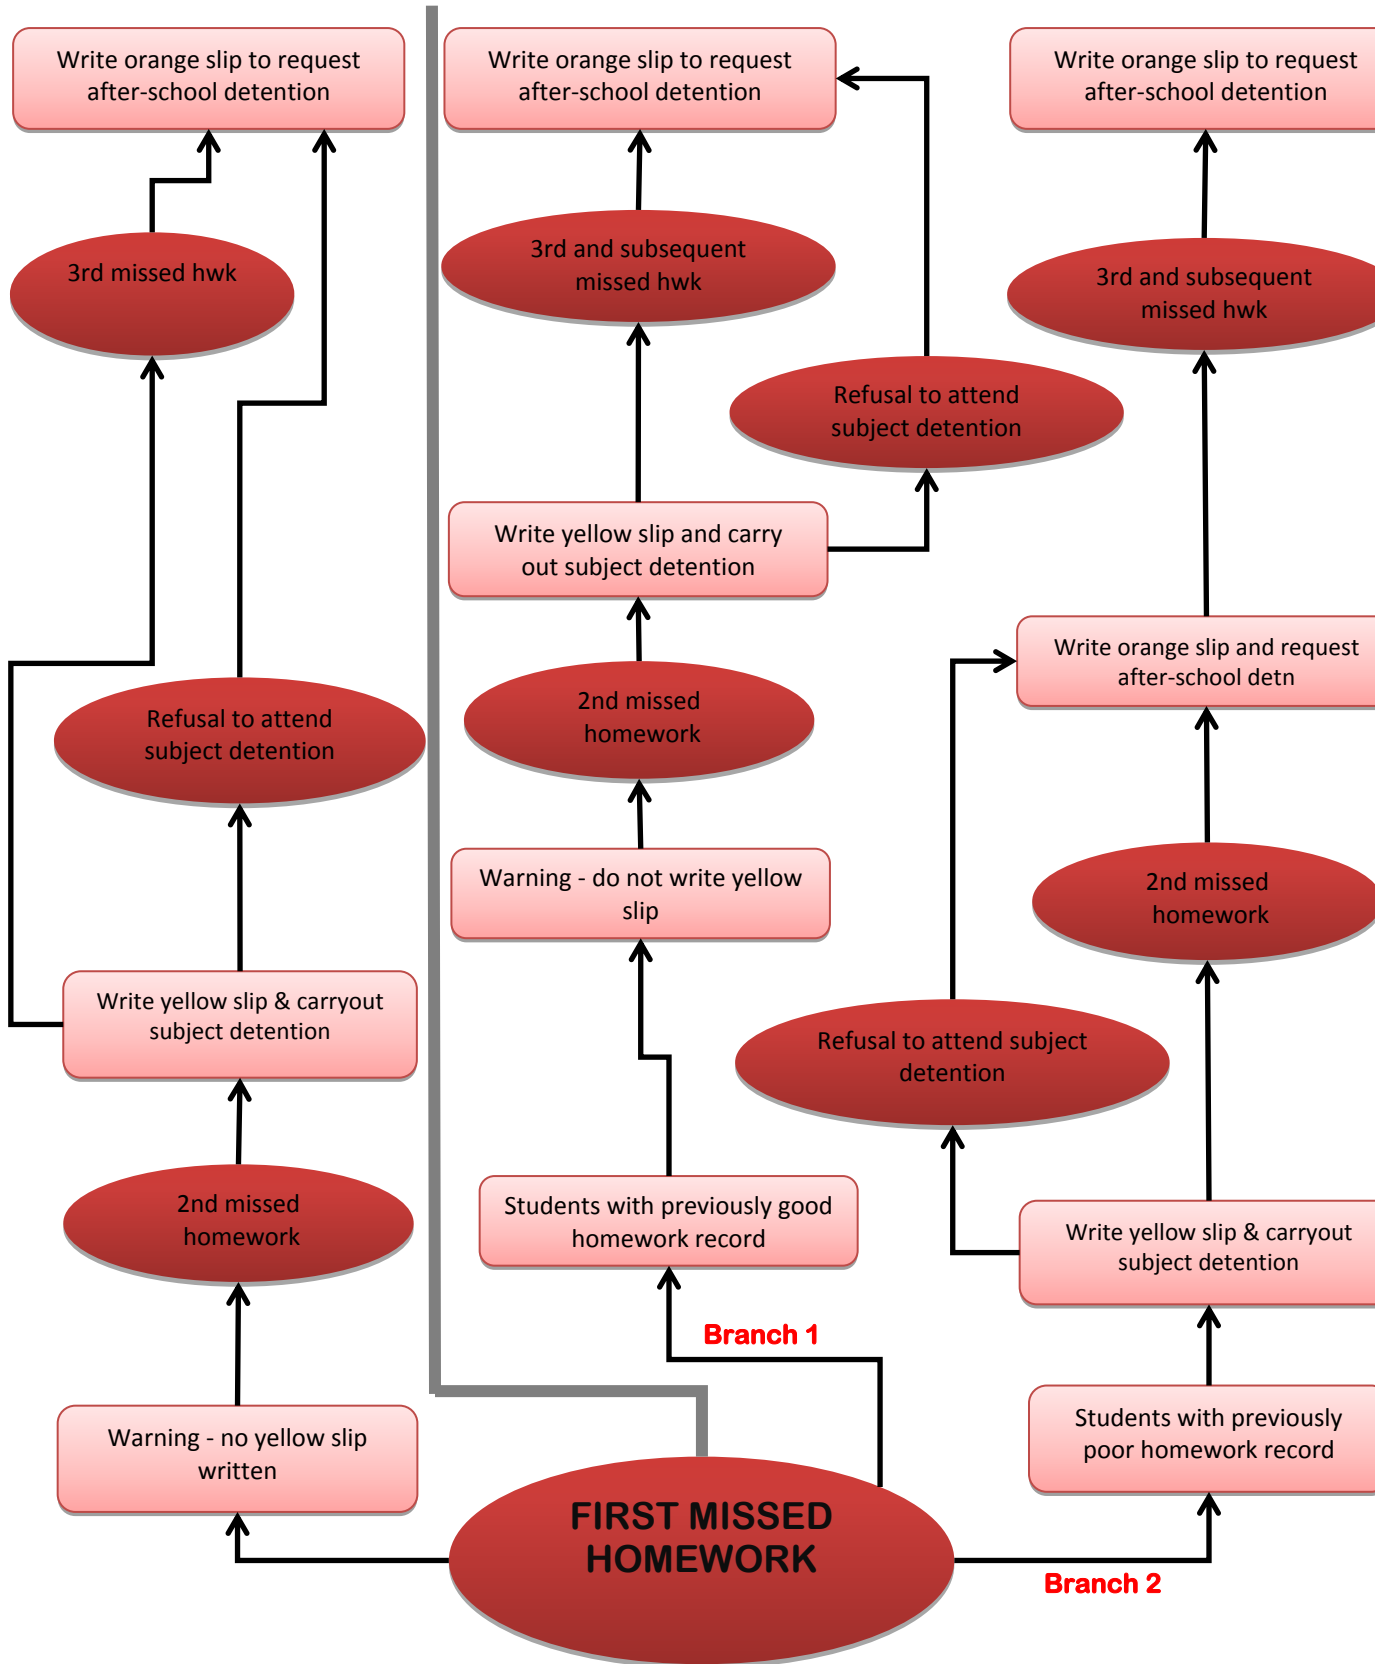 Write orange slip to request
after-school detention
3rd missed hwk
Refusal to attend
subject detention
Write yellow slip & carryout
subject detention
2nd missed
homework
Warning - no yellow slip
written
Write orange slip to request
after-school detention
3rd and subsequent
missed hwk
Refusal to attend
subject detention
Write yellow slip and carry
out subject detention
2nd missed
homework
Warning - do not write yellow
slip
Students with previously good
homework record
Branch 1
Write orange slip to request
after-school detention
3rd and subsequent
missed hwk
Write orange slip and request
after-school detn
2nd missed
homework
Refusal to attend subject
detention
Write yellow slip & carryout
subject detention
Students with previously
poor homework record
Branch 2
FIRST MISSED
HOMEWORK